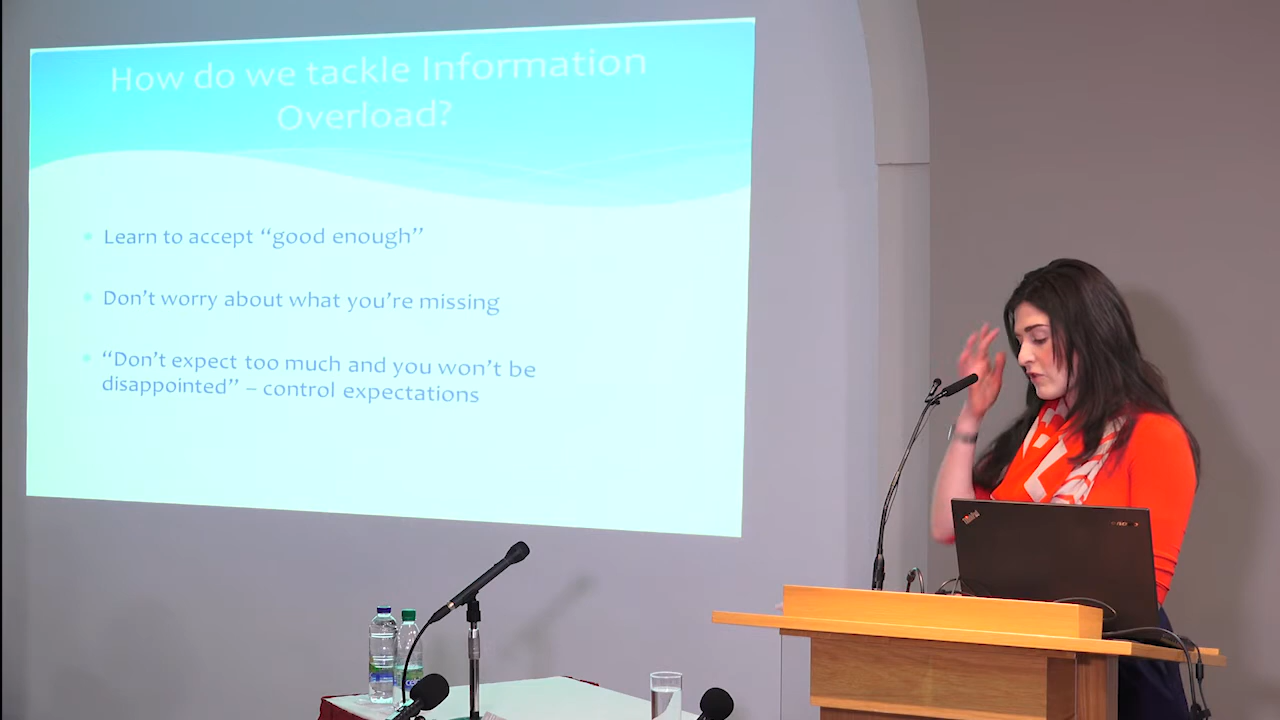 How do we tackle Information
Overload?
Learn to accept “good enough”
Don’t worry about what you’re missing
“Don’t expect too much and you won’t be
disappointed” – control expectations
ThinkPad